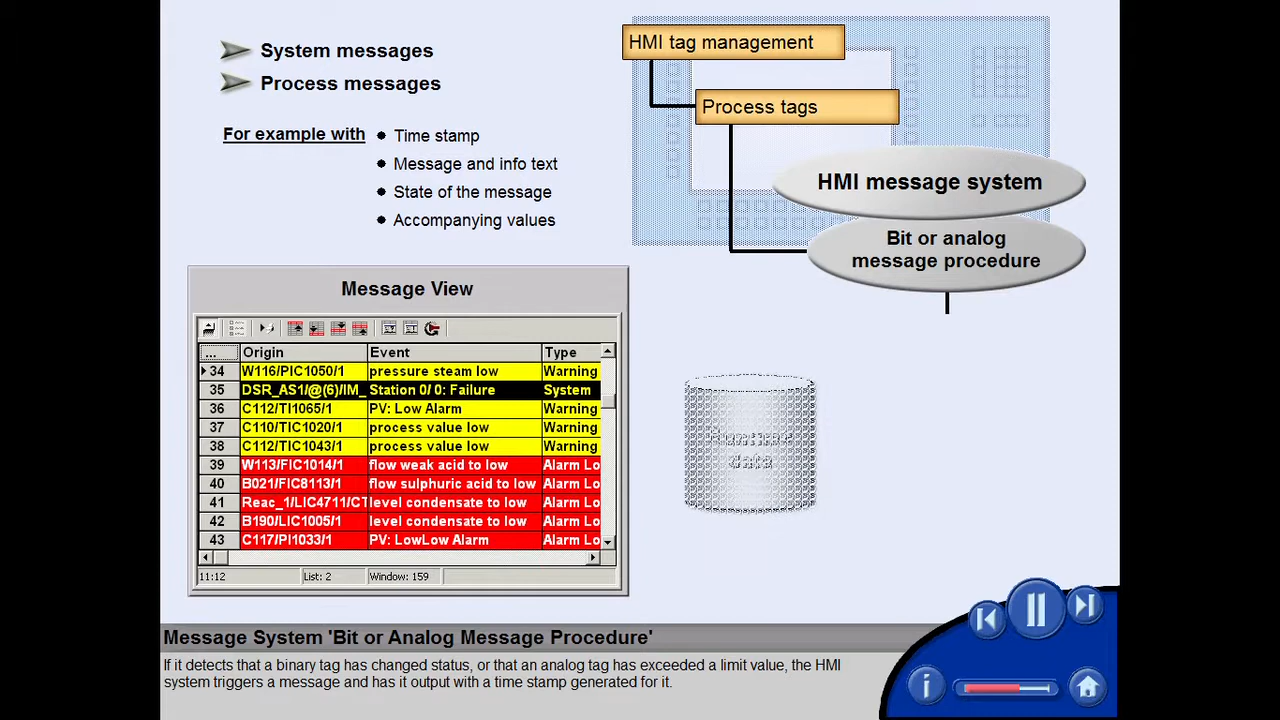 System messages
Process messages
For example with
Time stamp
Message and info text
State of the message
Accompanying values
HMI tag management
Process tags
HMI message system
Bit or analog
message procedure
Message View
... Origin Event Type
34 W116/PIC1050/1 pressure steam low Warning
35 DSR_AS1/@(6)/IM_ Station 0/ 0: Failure System
36 C112/TI1065/1 PV: Low Alarm Warning
37 C110/TIC1020/1 process value low Warning
38 C112/TIC1043/1 process value low Warning
39 W113/FIC1014/1 flow weak acid to low Alarm Lo
40 B021/FIC8113/1 flow sulphuric acid to low Alarm Lo
41 Reac_1/LIC4711/CT level condensate to low Alarm Lo
42 B190/LIC1005/1 level condensate to low Alarm Lo
43 C117/PI1033/1 PV: LowLow Alarm Alarm Lo
11:12 List: 2 Window: 159
Message System 'Bit or Analog Message Procedure'
If it detects that a binary tag has changed status, or that an analog tag has exceeded a limit value, the HMI
system triggers a message and has it output with a time stamp generated for it.